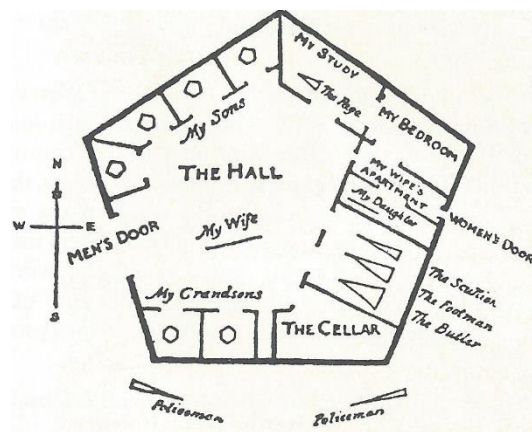 MY STUDY
The Page
MY BEDROOM
My Sons
THE HALL
MY WIFE'S
APARTMENT
My Daughter
N
W E
S
MEN'S DOOR
WOMEN'S DOOR
My Wife
The Scullion
The Footman
The Butler
My Grandsons
THE CELLAR
Policeman
Policeman